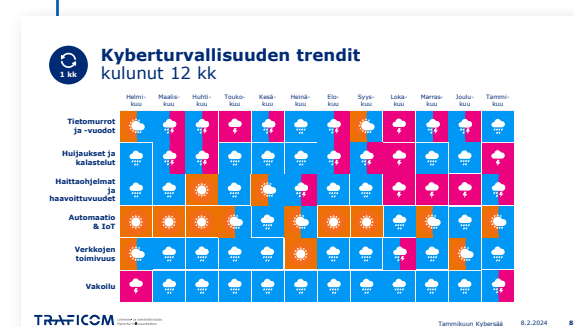 Kyberturvallisuuden trendit
kulunut 12 kk
1 kk
Helmi-kuu Maalis-kuu Huhti-kuu Touko-kuu Kesä-kuu Heinä-kuu Elo-kuu Syys-kuu Loka-kuu Marras-kuu Joulu-kuu Tammi-kuu
Tietomurrot
ja -vuodot
Huijaukset ja
kalastelut
Haittaohjelmat
ja
haavoittuvuudet
Automaatio
& IoT
Verkkojen
toimivuus
Vakoilu
TRAFICOM
Tammikuun Kybersää 8.2.2024 8